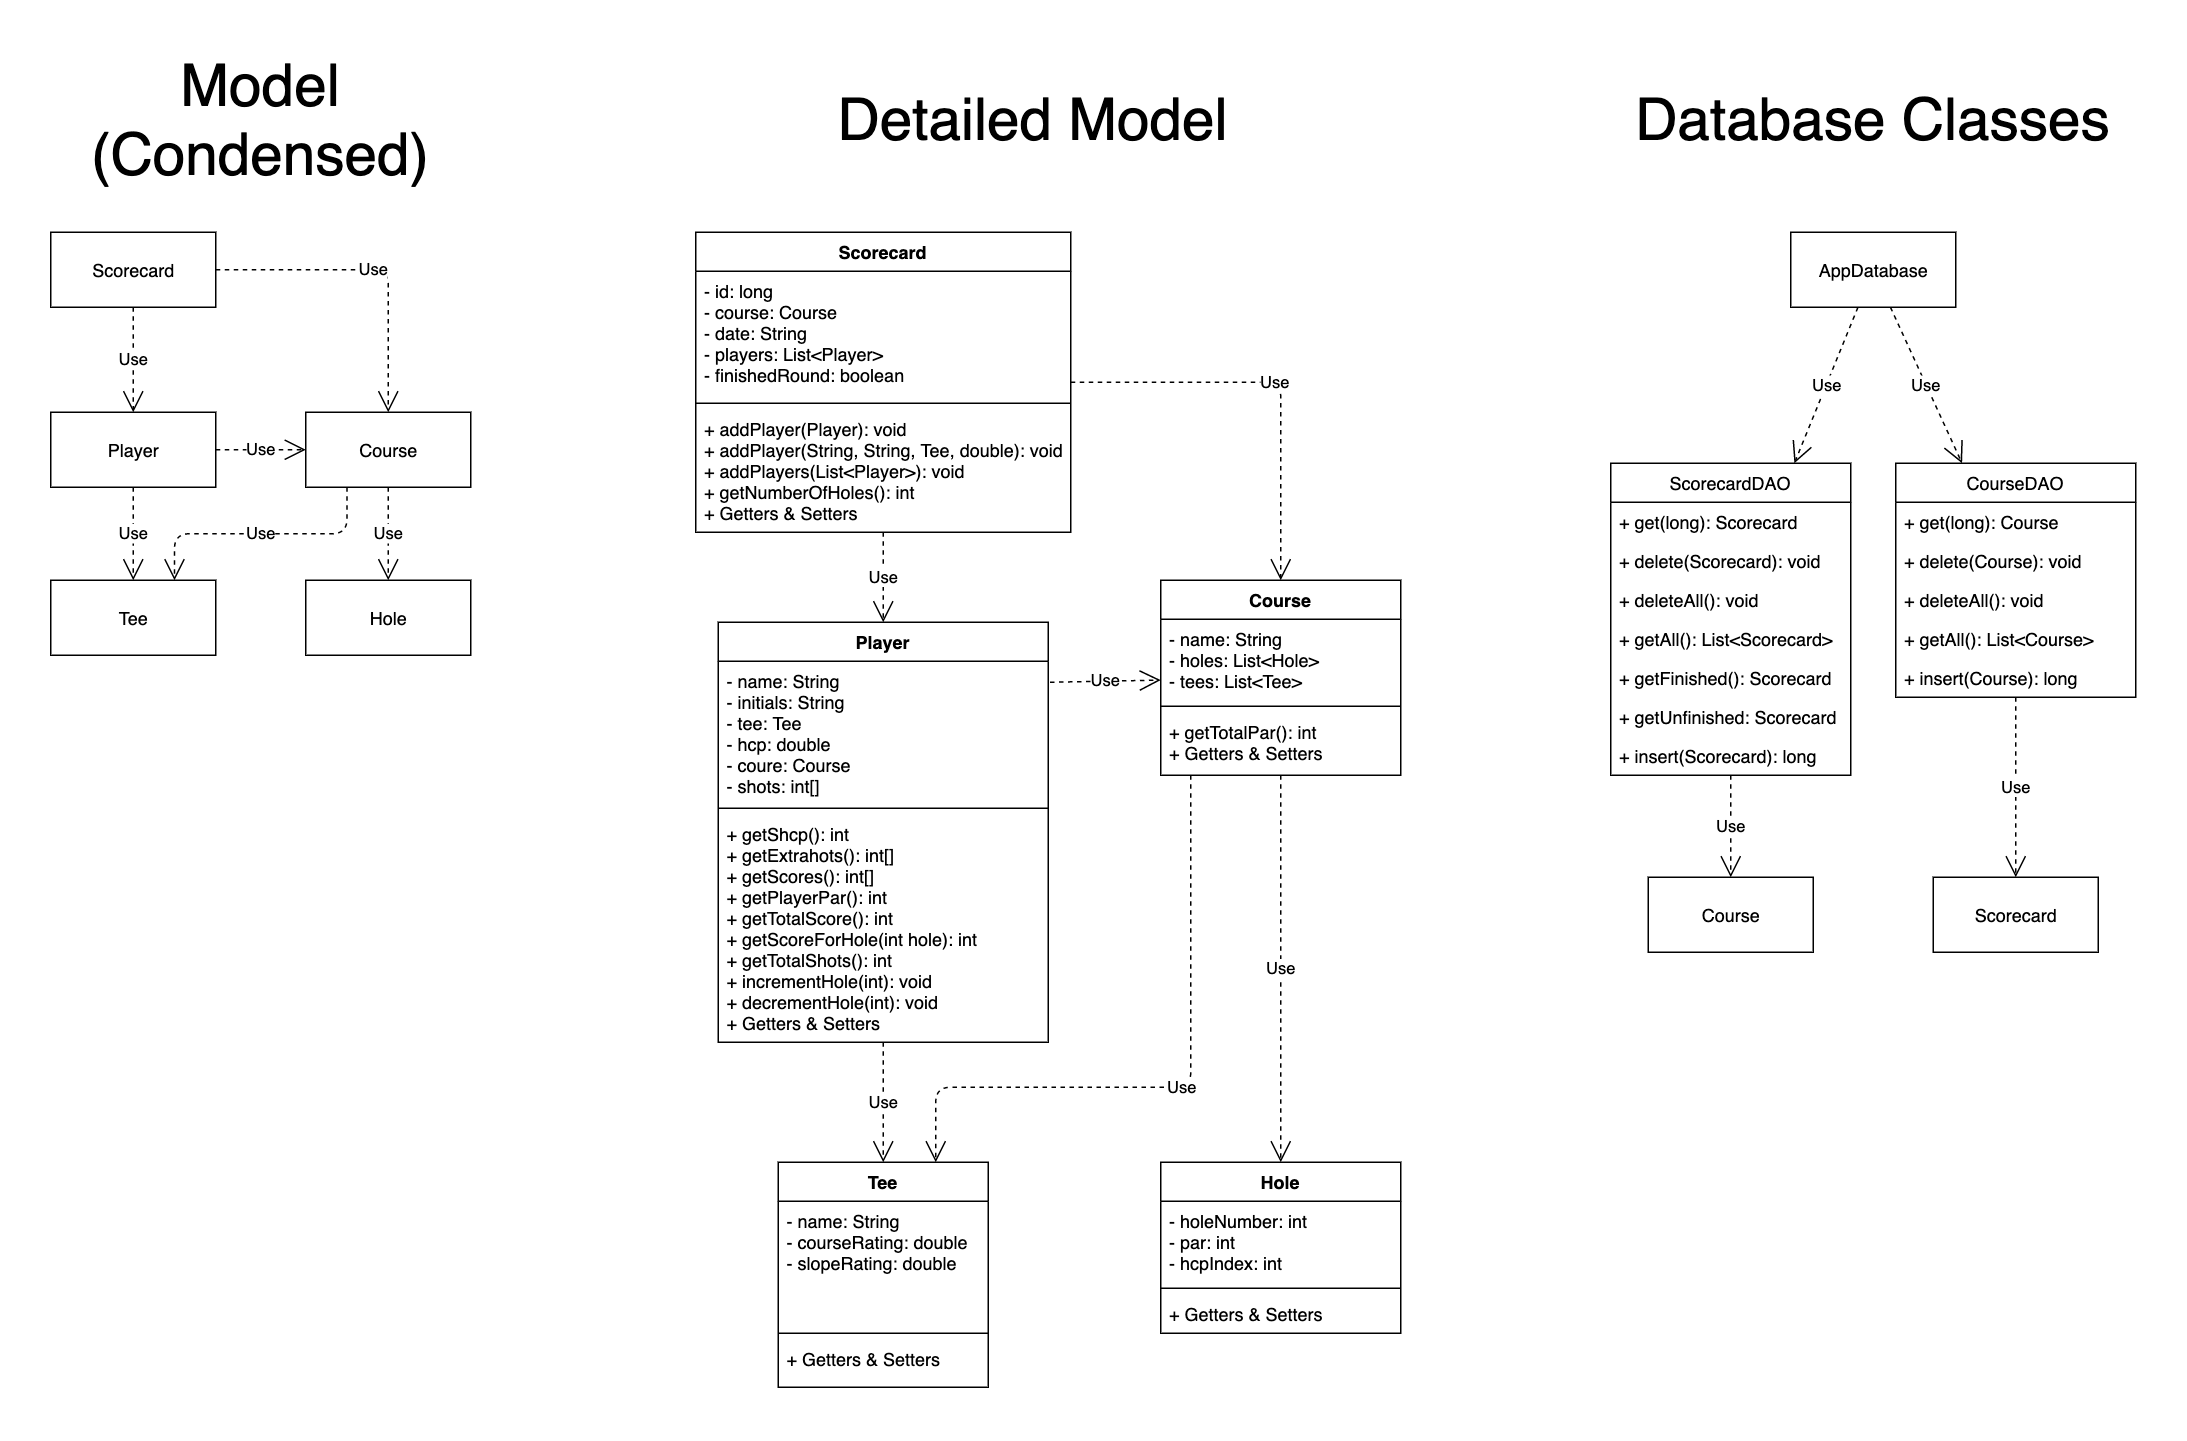 Model
(Condensed)
Scorecard
Use
Use
Player
Use
Course
Use
Use
Use
Tee
Hole
Detailed Model
Scorecard
- id: long
- course: Course
- date: String
- players: List<Player>
- finishedRound: boolean
+ addPlayer(Player): void
+ addPlayer(String, String, Tee, double): void
+ addPlayers(List<Player>): void
+ getNumberOfHoles(): int
+ Getters & Setters
Use
Use
Player
- name: String
- initials: String
- tee: Tee
- hcp: double
- coure: Course
- shots: int[]
+ getShcp(): int
+ getExtrahots(): int[]
+ getScores(): int[]
+ getPlayerPar(): int
+ getTotalScore(): int
+ getScoreForHole(int hole): int
+ getTotalShots(): int
+ incrementHole(int): void
+ decrementHole(int): void
+ Getters & Setters
Use
Course
- name: String
- holes: List<Hole>
- tees: List<Tee>
+ getTotalPar(): int
+ Getters & Setters
Use
Use
Use
Tee
- name: String
- courseRating: double
- slopeRating: double
+ Getters & Setters
Hole
- holeNumber: int
- par: int
- hcpIndex: int
+ Getters & Setters
Database Classes
AppDatabase
Use
Use
ScorecardDAO
+ get(long): Scorecard
+ delete(Scorecard): void
+ deleteAll(): void
+ getAll(): List<Scorecard>
+ getFinished(): Scorecard
+ getUnfinished: Scorecard
+ insert(Scorecard): long
Use
Course
CourseDAO
+ get(long): Course
+ delete(Course): void
+ deleteAll(): void
+ getAll(): List<Course>
+ insert(Course): long
Use
Scorecard